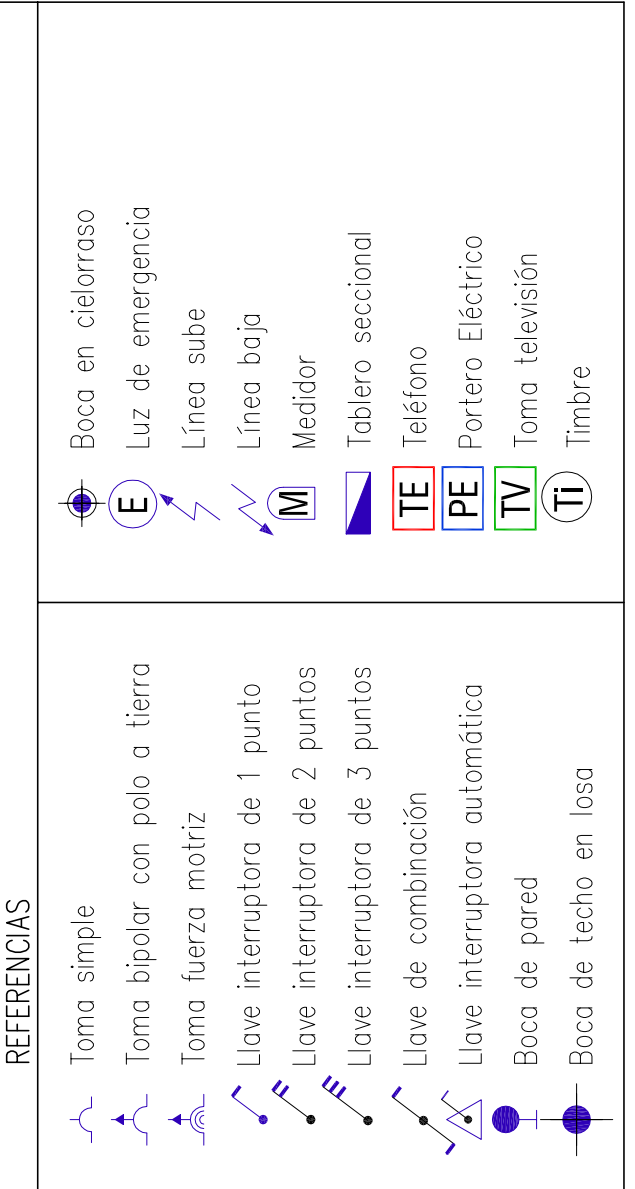 REFERENCIAS
Toma simple
Toma bipolar con polo a tierra
Toma fuerza motriz
Llave interruptora de 1 punto
Llave interruptora de 2 puntos
Llave interruptora de 3 puntos
Llave de combinación
Llave interruptora automática
Boca de pared
Boca de techo en losa
Boca en cielorraso
E Luz de emergencia
Línea sube
Línea baja
M Medidor
Tablero seccional
TE Teléfono
PE Portero Eléctrico
TV Toma televisión
Ti Timbre